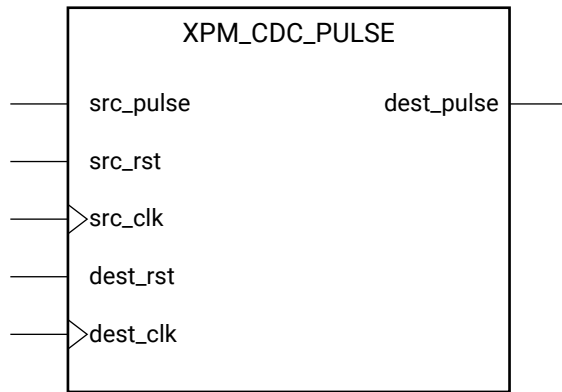 XPM_CDC_PULSE
src_pulse
dest_pulse
src_rst
src_clk
dest_rst
dest_clk